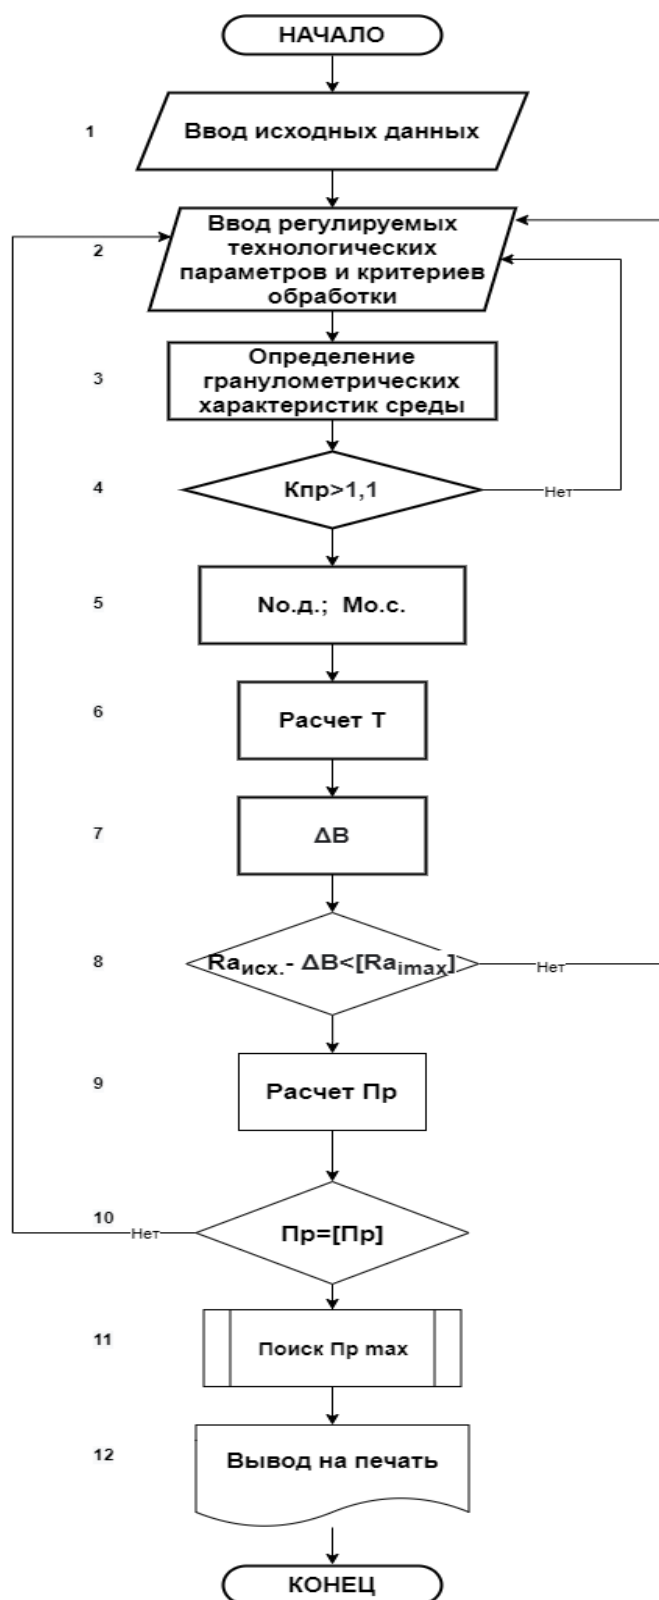 НАЧАЛО
1
Ввод исходных данных
2
Ввод регулируемых
технологических
параметров и критериев
обработки
3
Определение
гранулометрических
характеристик среды
4
Кпр>1,1
Нет
5
No.д.; Мо.с.
6
Расчет Т
7
ΔВ
8
Raисх.- ΔВ<[Raimax]
Нет
9
Расчет Пр
10
Нет
Пр=[Пр]
11
Поиск Пр max
12
Вывод на печать
КОНЕЦ